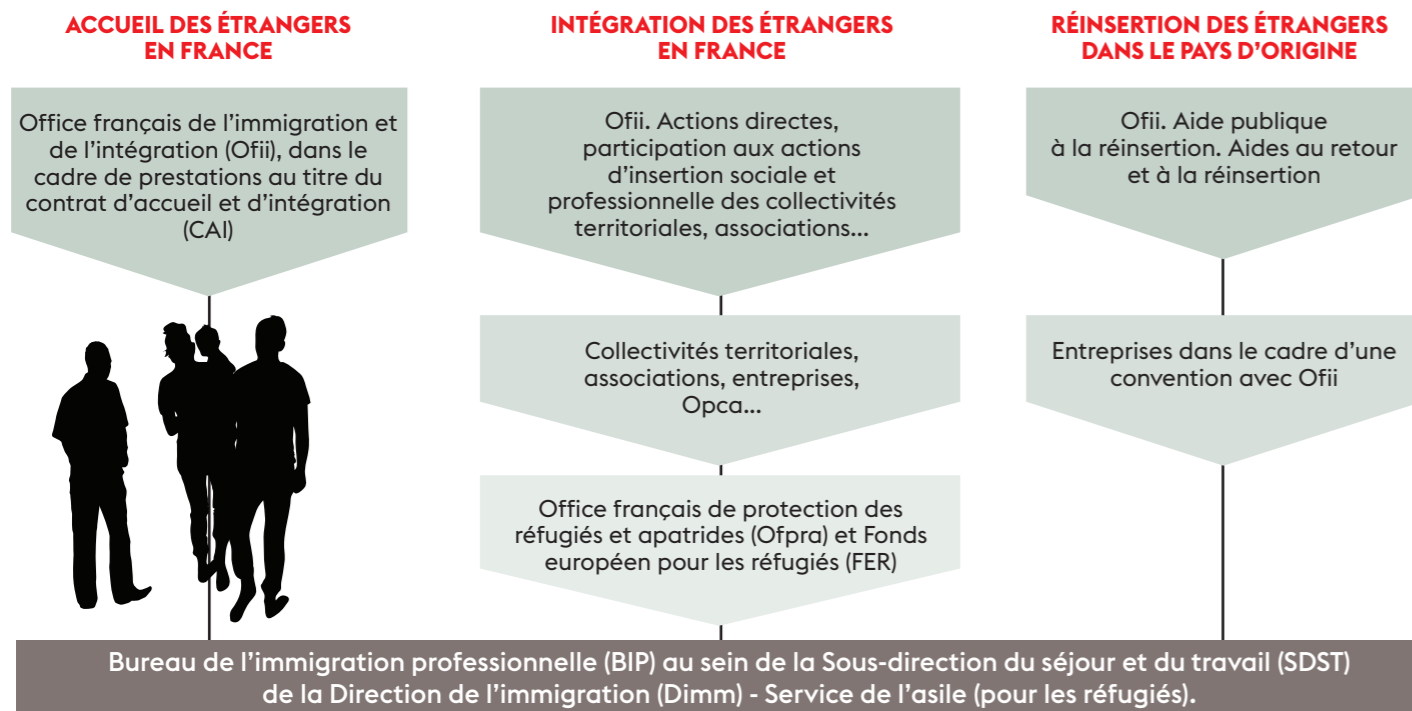 ACCUEIL DES ÉTRANGERS
EN FRANCE
Office français de l’immigration et
de l’intégration (Ofii), dans le
cadre de prestations au titre du
contrat d’accueil et d’intégration
(CAI)
INTÉGRATION DES ÉTRANGERS
EN FRANCE
Ofii. Actions directes,
participation aux actions
d’insertion sociale et
professionnelle des collectivités
territoriales, associations...
Collectivités territoriales,
associations, entreprises,
Opca...
Office français de protection des
réfugiés et apatrides (Ofpra) et Fonds
européen pour les réfugiés (FER)
RÉINSERTION DES ÉTRANGERS
DANS LE PAYS D’ORIGINE
Ofii. Aide publique
à la réinsertion. Aides au retour
et à la réinsertion
Entreprises dans le cadre d’une
convention avec Ofii
Bureau de l’immigration professionnelle (BIP) au sein de la Sous-direction du séjour et du travail (SDST)
de la Direction de l’immigration (Dimm) - Service de l’asile (pour les réfugiés).